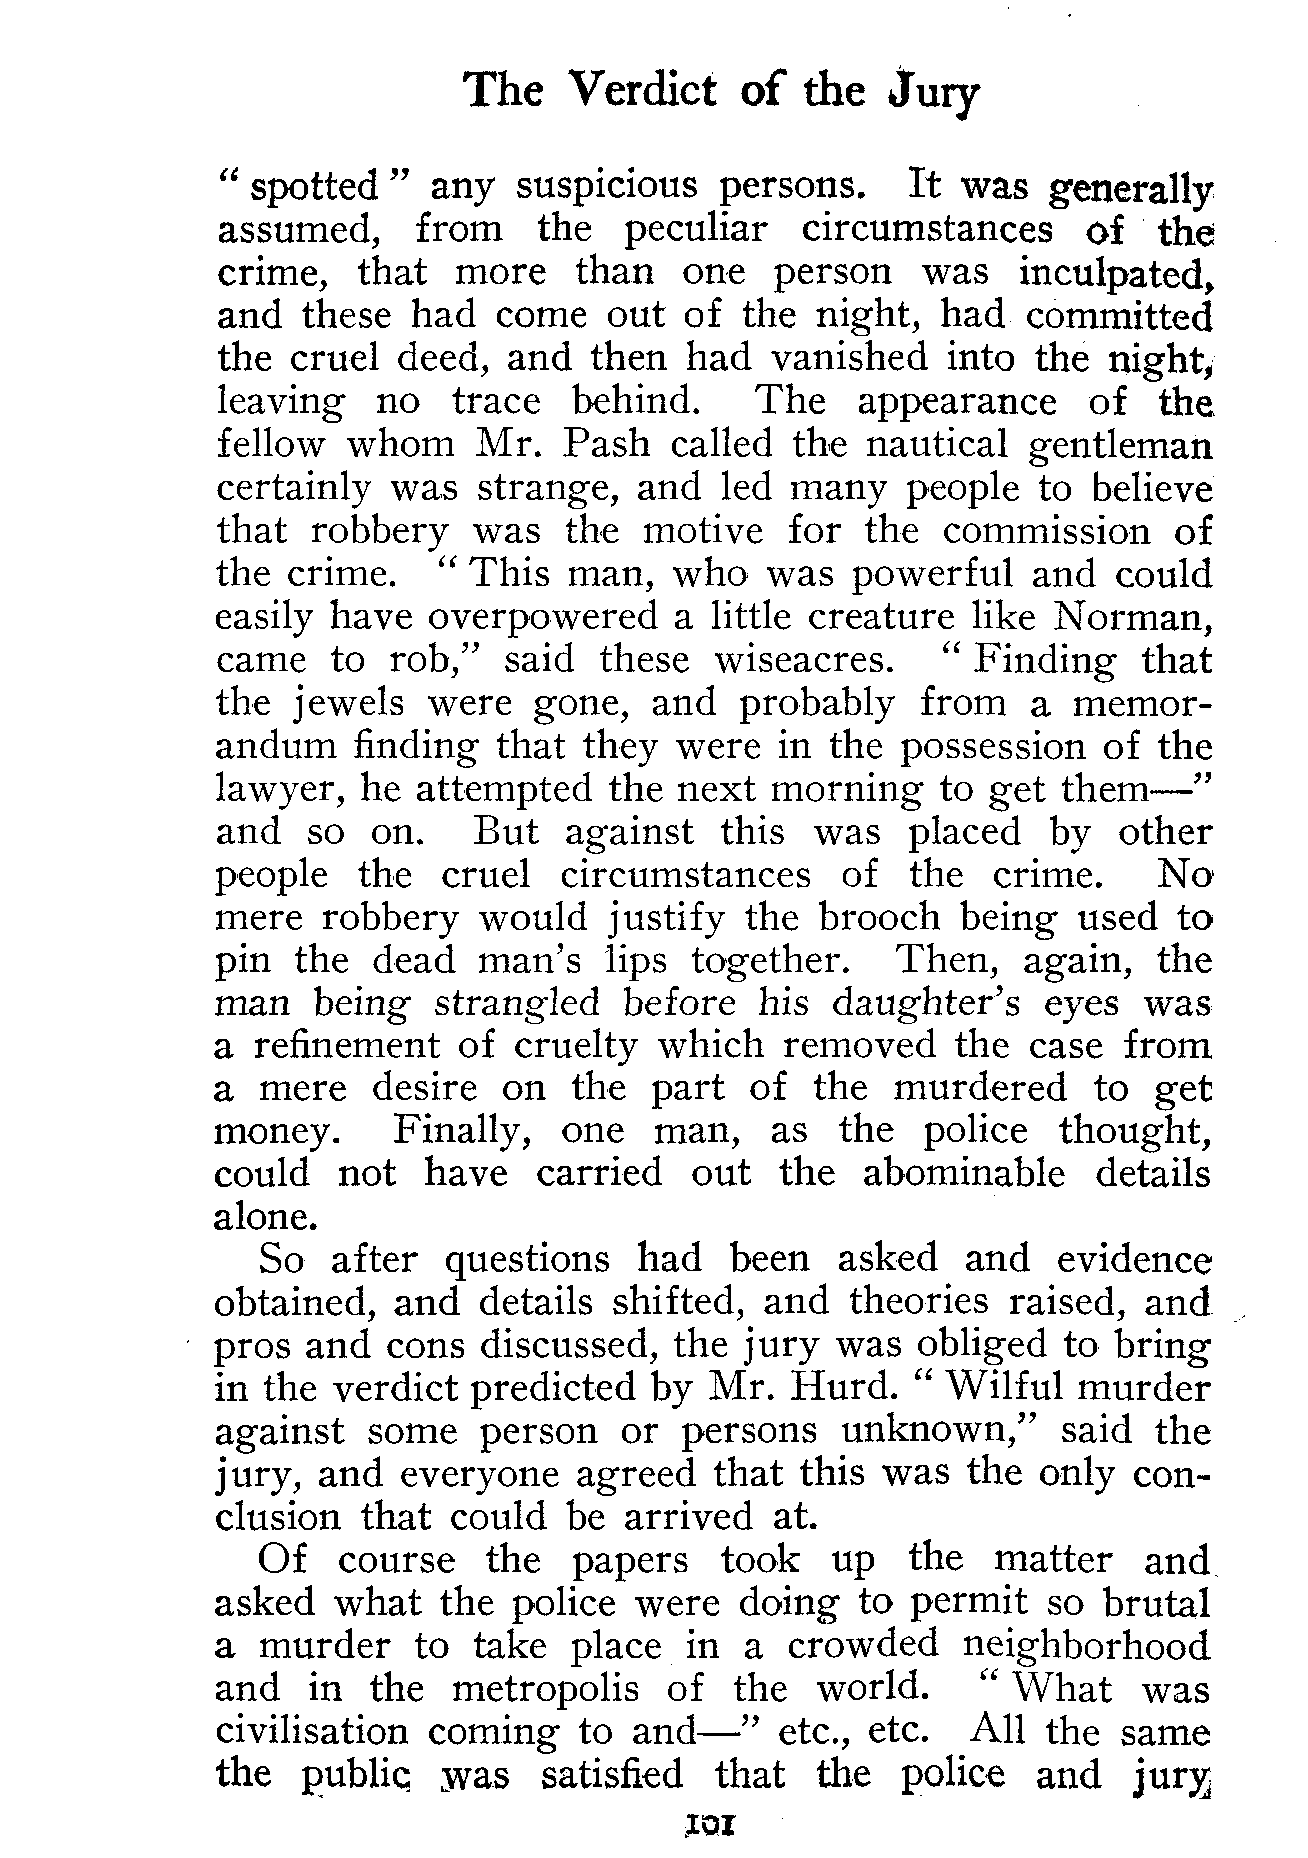 The Verdict of the Jury
“ spotted ” any suspicious persons. It was generally
assumed, from the peculiar circumstances of the
crime, that more than one person was inculpated,
and these had come out of the night, had committed
the cruel deed, and then had vanished into the night,
leaving no trace behind. The appearance of the
fellow whom Mr. Pash called the nautical gentleman
certainly was strange, and led many people to believe
that robbery was the motive for the commission of
the crime. “ This man, who was powerful and could
easily have overpowered a little creature like Norman,
came to rob,” said these wiseacres. “ Finding that
the jewels were gone, and probably from a memor-
andum finding that they were in the possession of the
lawyer, he attempted the next morning to get them—”
and so on. But against this was placed by other
people the cruel circumstances of the crime. No
mere robbery would justify the brooch being used to
pin the dead man’s lips together. Then, again, the
man being strangled before his daughter’s eyes was
a refinement of cruelty which removed the case from
a mere desire on the part of the murdered to get
money. Finally, one man, as the police thought,
could not have carried out the abominable details
alone.
So after questions had been asked and evidence
obtained, and details shifted, and theories raised, and
pros and cons discussed, the jury was obliged to bring
in the verdict predicted by Mr. Hurd. “ Wilful murder
against some person or persons unknown,” said the
jury, and everyone agreed that this was the only con-
clusion that could be arrived at.
Of course the papers took up the matter and
asked what the police were doing to permit so brutal
a murder to take place in a crowded neighborhood
and in the metropolis of the world. “ What was
civilisation coming to and—” etc., etc. All the same
the public was satisfied that the police and jury
101